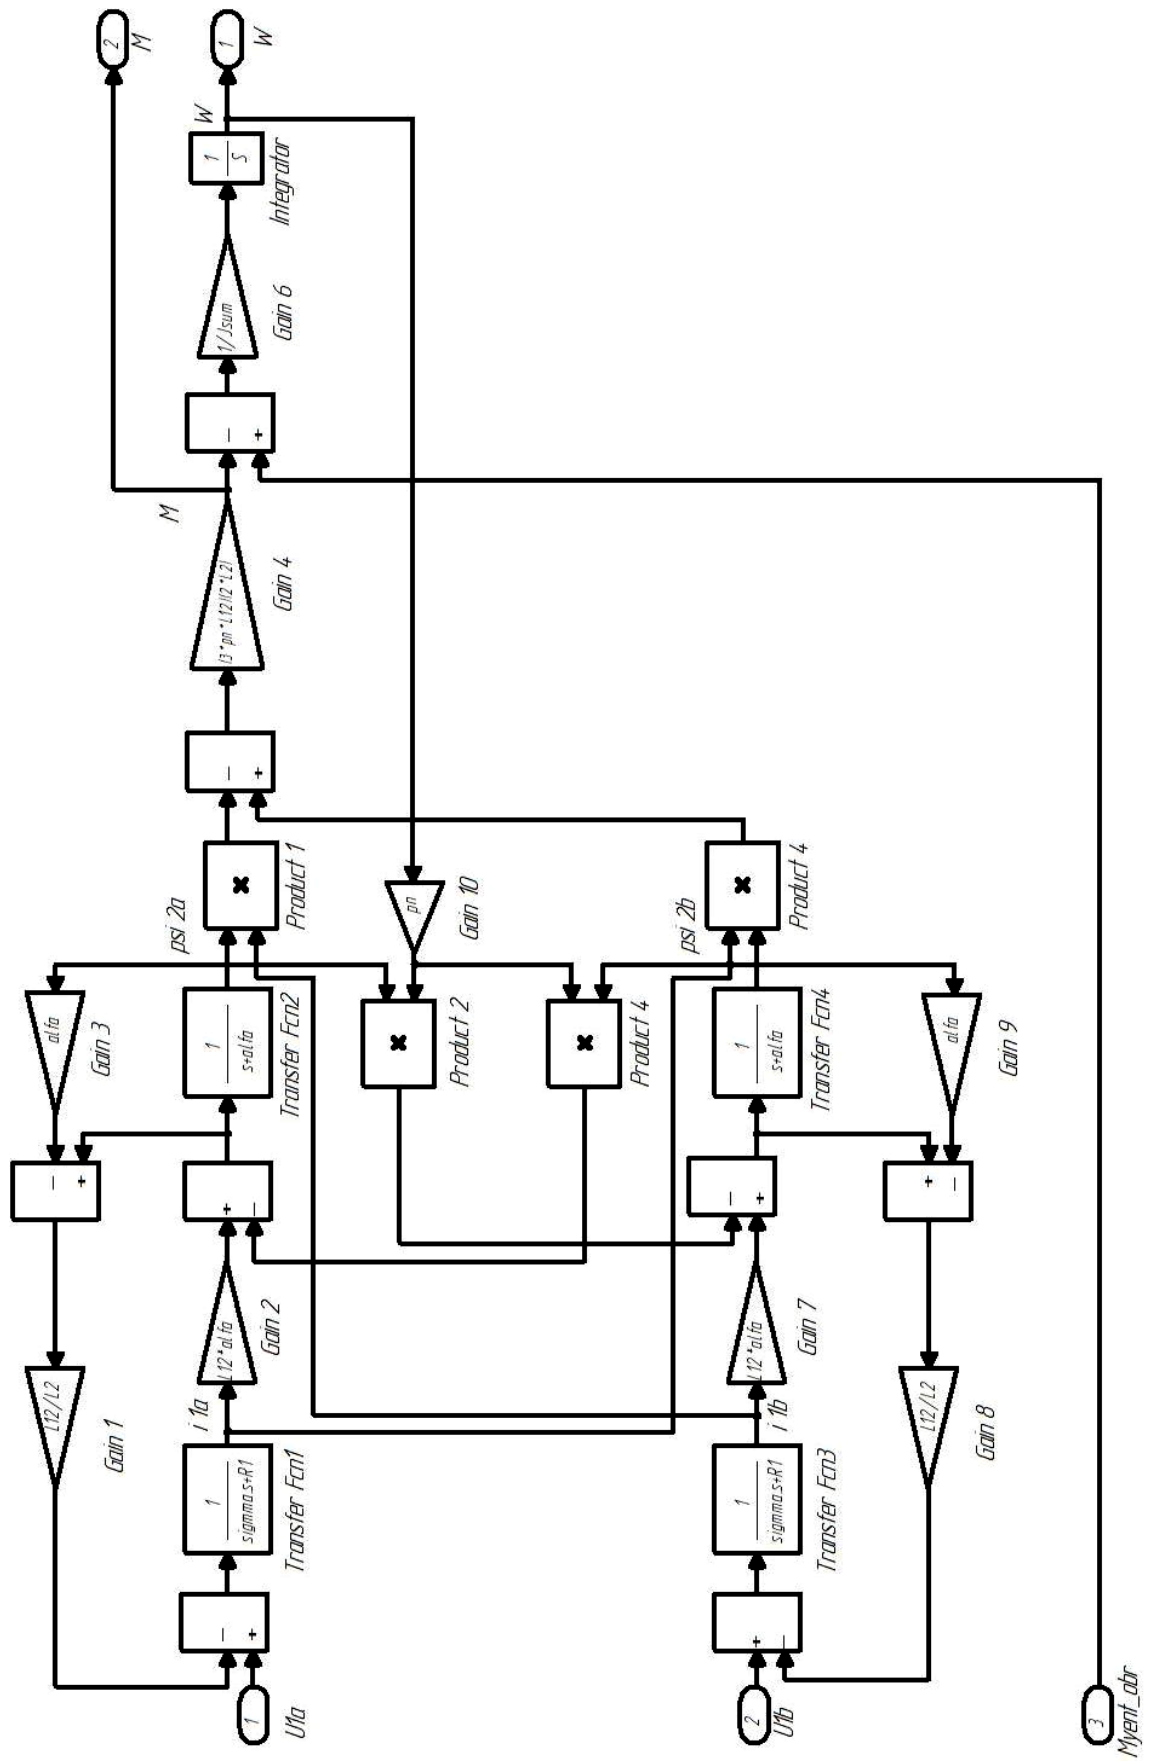 2
M
1
W
W
1
S
Integrator
1/Jsum
Gain 6
-
+
M
(3*pn*L12)(2*L2)
Gain 4
-
+
psi 2a
×
Product 1
pn
Gain 10
psi 2b
×
Product 4
alfa
Gain 3
1
s+alfa
Transfer Fcn2
×
Product 2
×
Product 4
1
s+alfa
Transfer Fcn4
alfa
Gain 9
-
+
+
-
-
+
+
-
L12*alfa
Gain 2
L12*alfa
Gain 7
L12/L2
Gain 1
i 1a
i 1b
L12/L2
Gain 8
1
sigmma.s+R1
Transfer Fcn1
1
sigmma.s+R1
Transfer Fcn3
-
+
+
-
1
U1a
2
U1b
3
Myent_obr